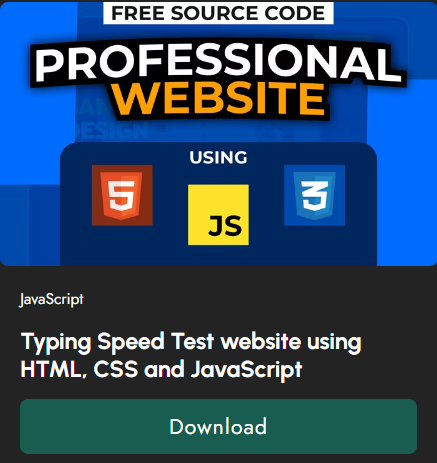 FREE SOURCE CODE
PROFESSIONAL
WEBSITE
DESIGN
USING
5
JS
3
JavaScript
Typing Speed Test website using
HTML, CSS and JavaScript
Download